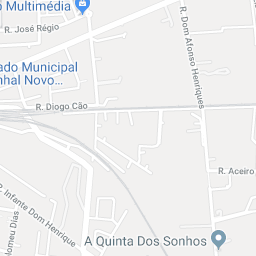 o Multimédia
R. José Régio
ado Municipal
nhal Novo...
R. Dom Afonso Henriques
R. Diogo Cão
R. Aceiro
R. Infante Dom Henrique
olomeu Dias
A Quinta Dos Sonhos